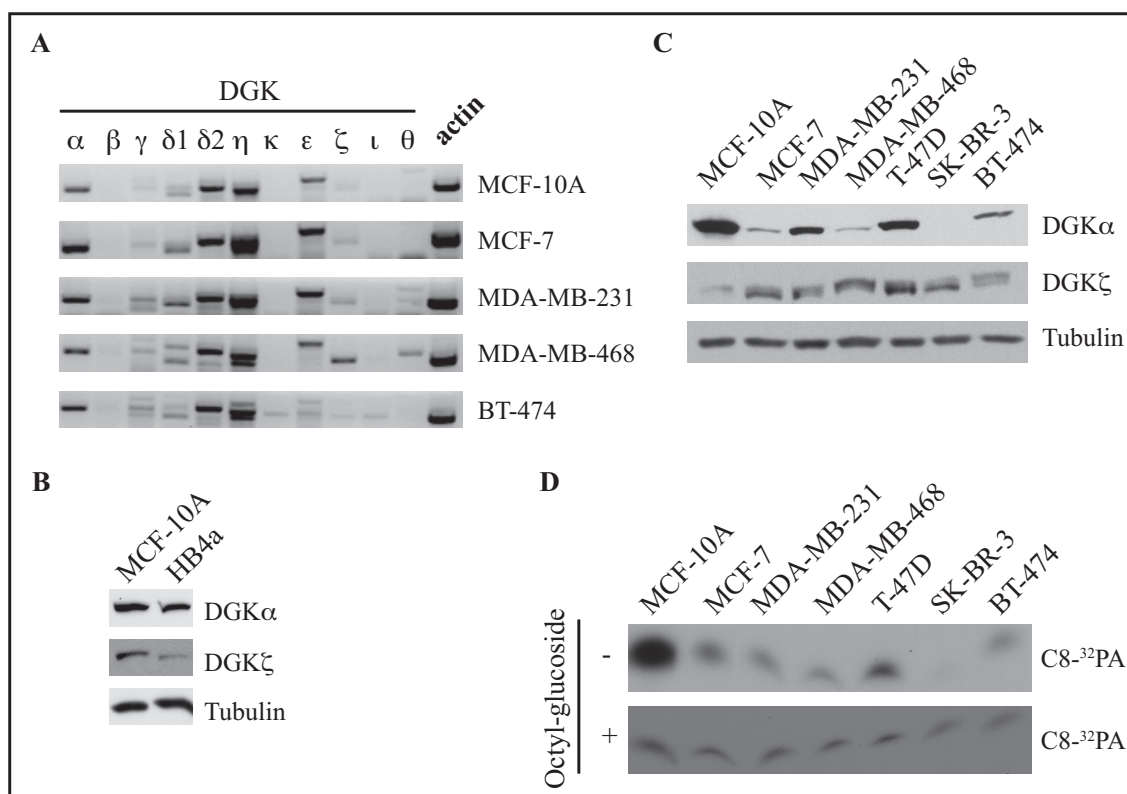 A
DGK
α β γ δ1 δ2 η κ ε ζ ι θ actin
MCF-10A
MCF-7
MDA-MB-231
MDA-MB-468
BT-474
B
MCF-10A
HB4a
DGKα
DGKζ
Tubulin
C
MCF-10A
MCF-7
MDA-MB-231
MDA-MB-468
T-47D
SK-BR-3
BT-474
DGKα
DGKζ
Tubulin
D
MCF-10A
MCF-7
MDA-MB-231
MDA-MB-468
T-47D
SK-BR-3
BT-474
Octyl-glucoside
- C8-³²PA
+ C8-³²PA